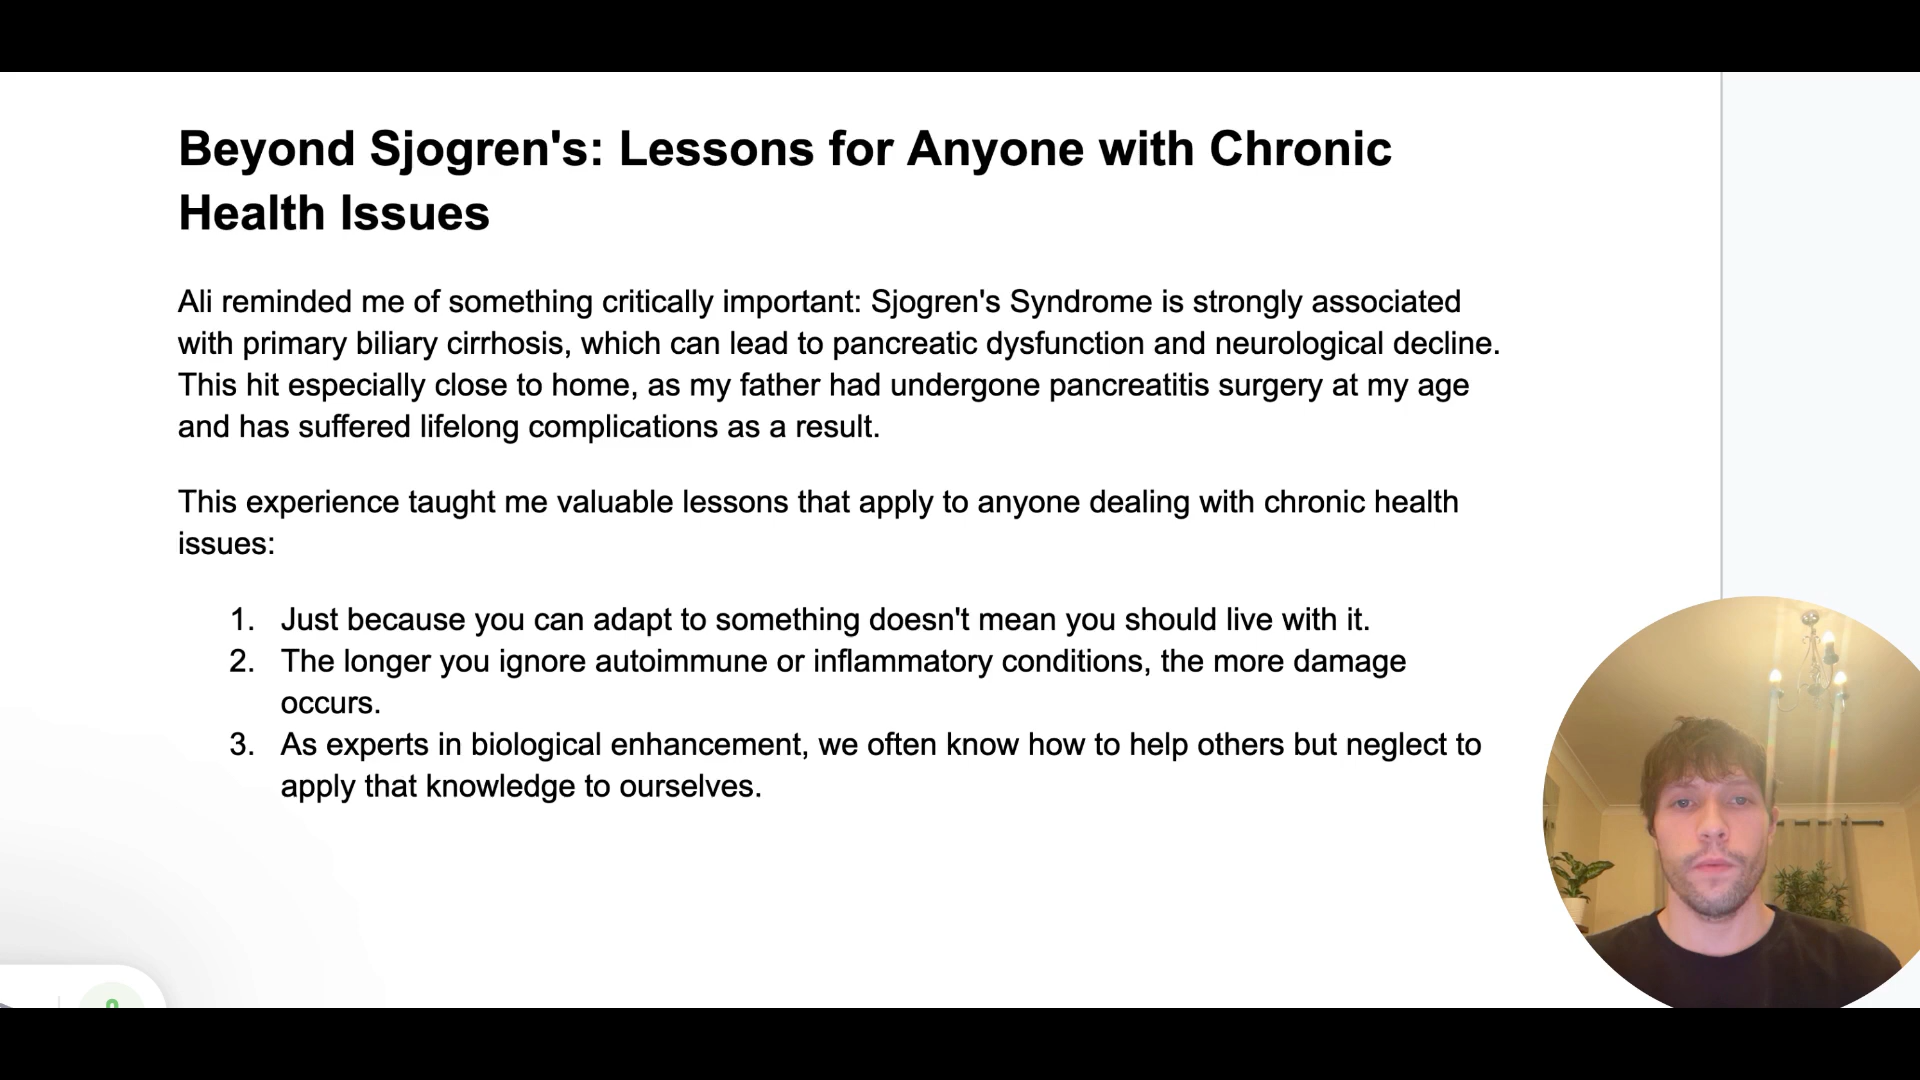 Beyond Sjogren's: Lessons for Anyone with Chronic
Health Issues
Ali reminded me of something critically important: Sjogren's Syndrome is strongly associated
with primary biliary cirrhosis, which can lead to pancreatic dysfunction and neurological decline.
This hit especially close to home, as my father had undergone pancreatitis surgery at my age
and has suffered lifelong complications as a result.
This experience taught me valuable lessons that apply to anyone dealing with chronic health
issues:
1. Just because you can adapt to something doesn't mean you should live with it.
2. The longer you ignore autoimmune or inflammatory conditions, the more damage
occurs.
3. As experts in biological enhancement, we often know how to help others but neglect to
apply that knowledge to ourselves.